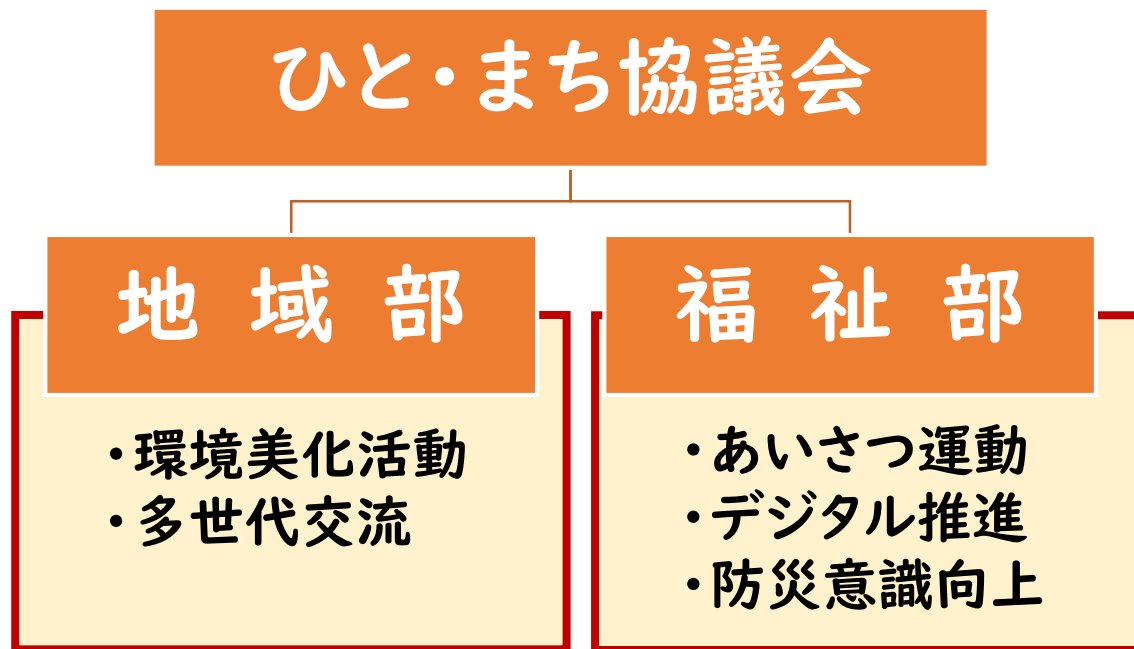 ひと・まち協議会
地域部
・環境美化活動
・多世代交流
福祉部
・あいさつ運動
・デジタル推進
・防災意識向上